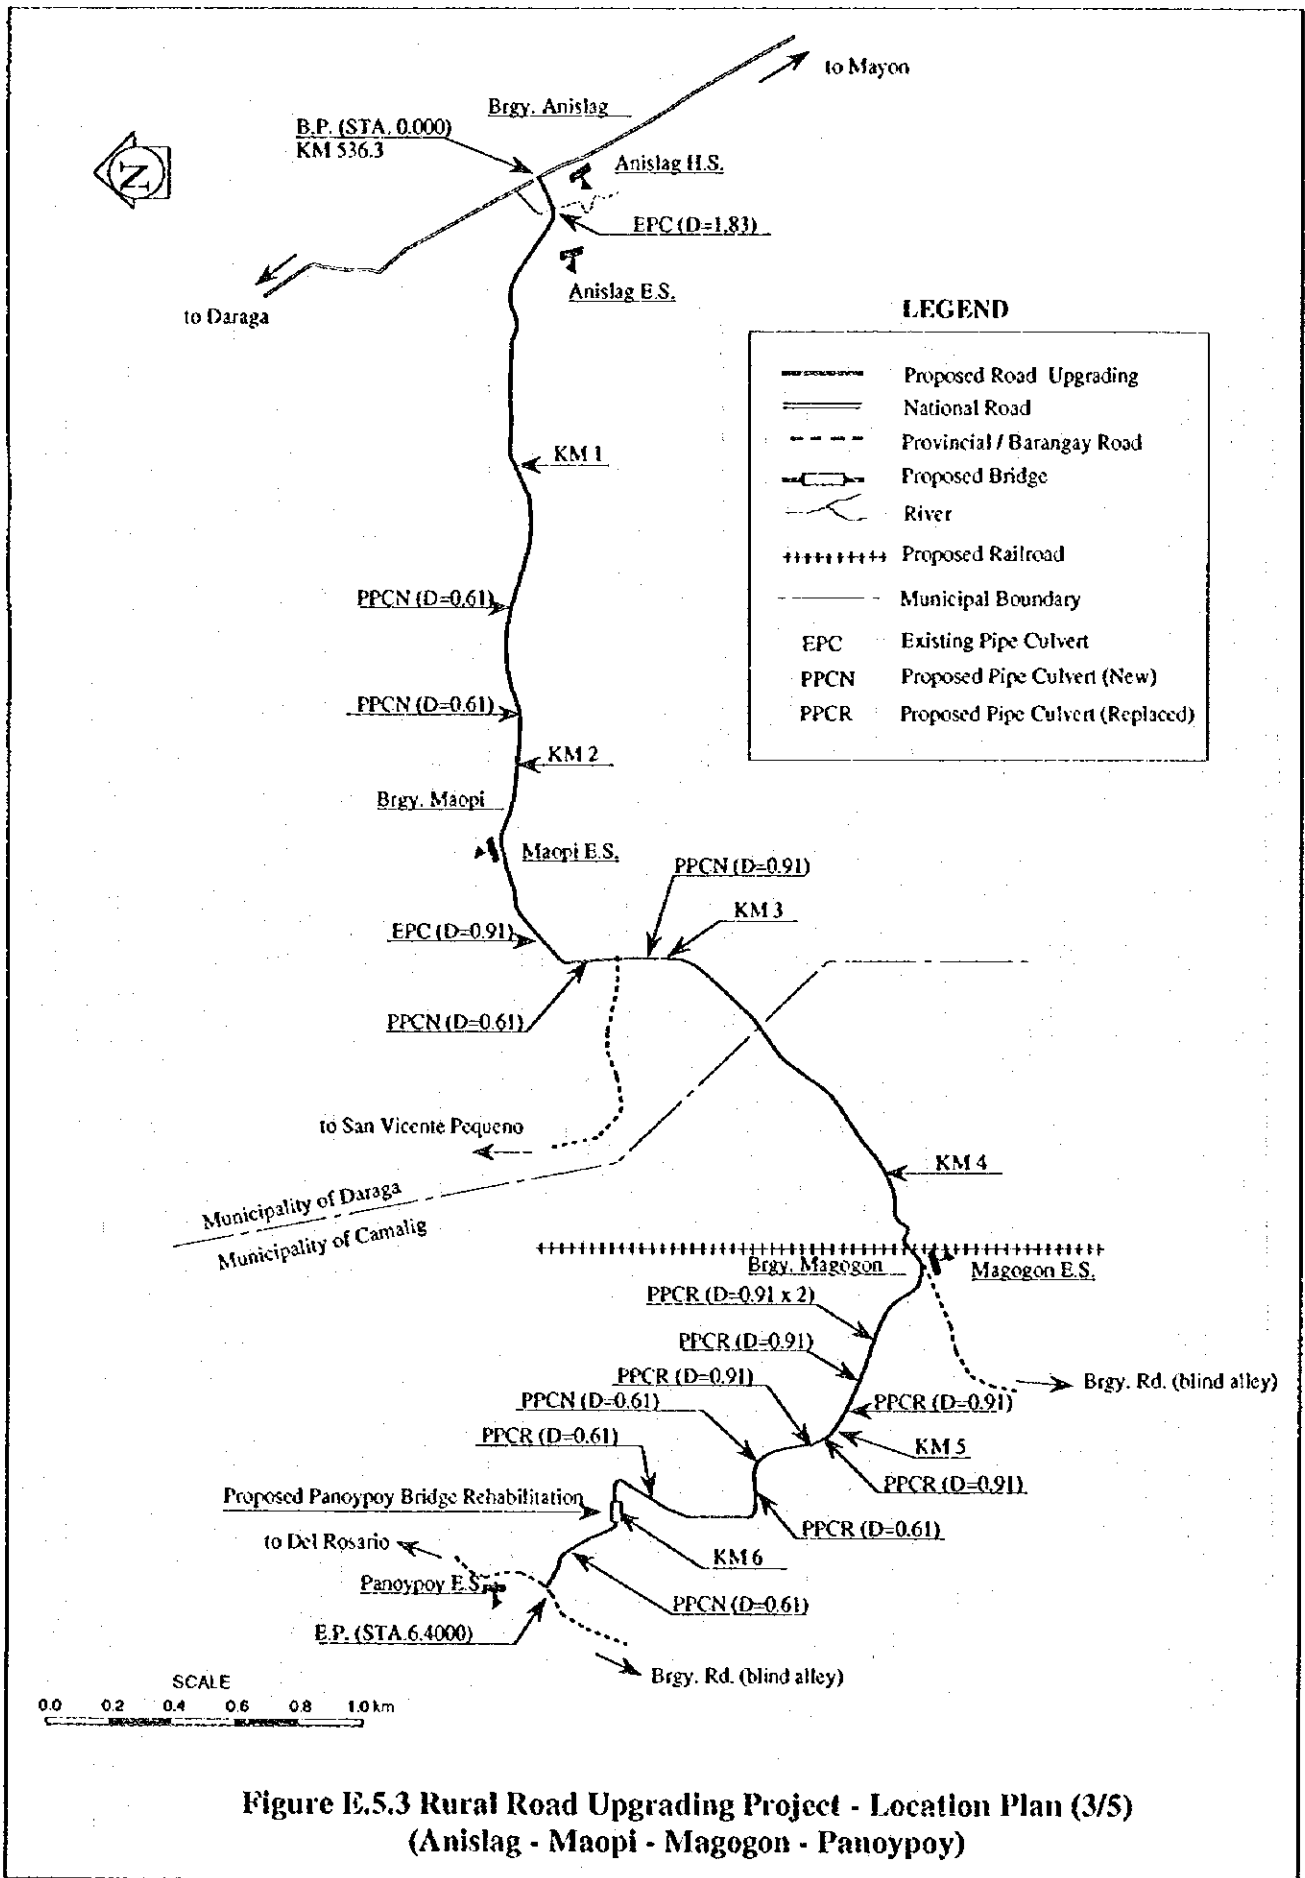 to Mayon
Brgy. Anislag
B.P. (STA. 0.000)
KM 536.3
N
Anislag H.S.
EPC (D=1.83)
Anislag E.S.
to Daraga
LEGEND
Proposed Road Upgrading
National Road
Provincial / Barangay Road
Proposed Bridge
River
Proposed Railroad
Municipal Boundary
EPC Existing Pipe Culvert
PPCN Proposed Pipe Culvert (New)
PPCR Proposed Pipe Culvert (Replaced)
KM 1
PPCN (D=0.61)
PPCN (D=0.61)
KM 2
Brgy. Maopi
Maopi E.S.
PPCN (D=0.91)
KM 3
EPC (D=0.91)
PPCN (D=0.61)
to San Vicente Pequeno
KM 4
Municipality of Daraga
Municipality of Camalig
Brgy. Magogon
Magogon E.S.
PPCR (D=0.91 x 2)
PPCR (D=0.91)
PPCR (D=0.91)
Brgy. Rd. (blind alley)
PPCN (D=0.61)
PPCR (D=0.91)
PPCR (D=0.61)
KM 5
PPCR (D=0.91)
Proposed Panoypoy Bridge Rehabilitation
PPCR (D=0.61)
to Del Rosario
KM 6
Panoypoy E.S.
PPCN (D=0.61)
E.P. (STA.6.4000)
Brgy. Rd. (blind alley)
SCALE
0.0 0.2 0.4 0.6 0.8 1.0 km
Figure E.5.3 Rural Road Upgrading Project - Location Plan (3/5)
(Anislag - Maopi - Magogon - Panoypoy)